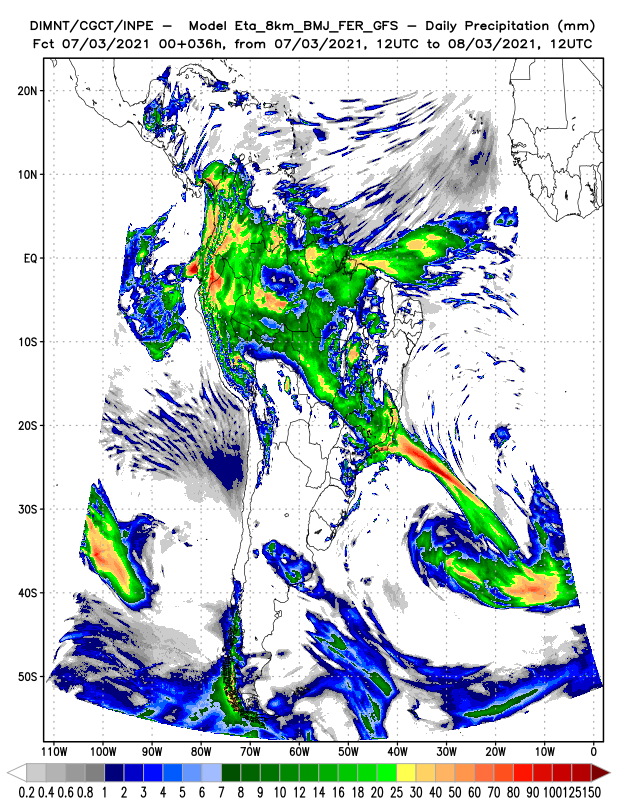 DIMNT/CGCT/INPE – Model Eta_8km_BMJ_FER_GFS – Daily Precipitation (mm)
Fct 07/03/2021 00+036h, from 07/03/2021, 12UTC to 08/03/2021, 12UTC
20N
10N
EQ
10S
20S
30S
40S
50S
110W 100W 90W 80W 70W 60W 50W 40W 30W 20W 10W 0
0.2 0.4 0.6 0.8 1 2 3 4 5 6 7 8 9 10 12 14 16 18 20 25 30 40 50 60 70 80 90 100 125 150